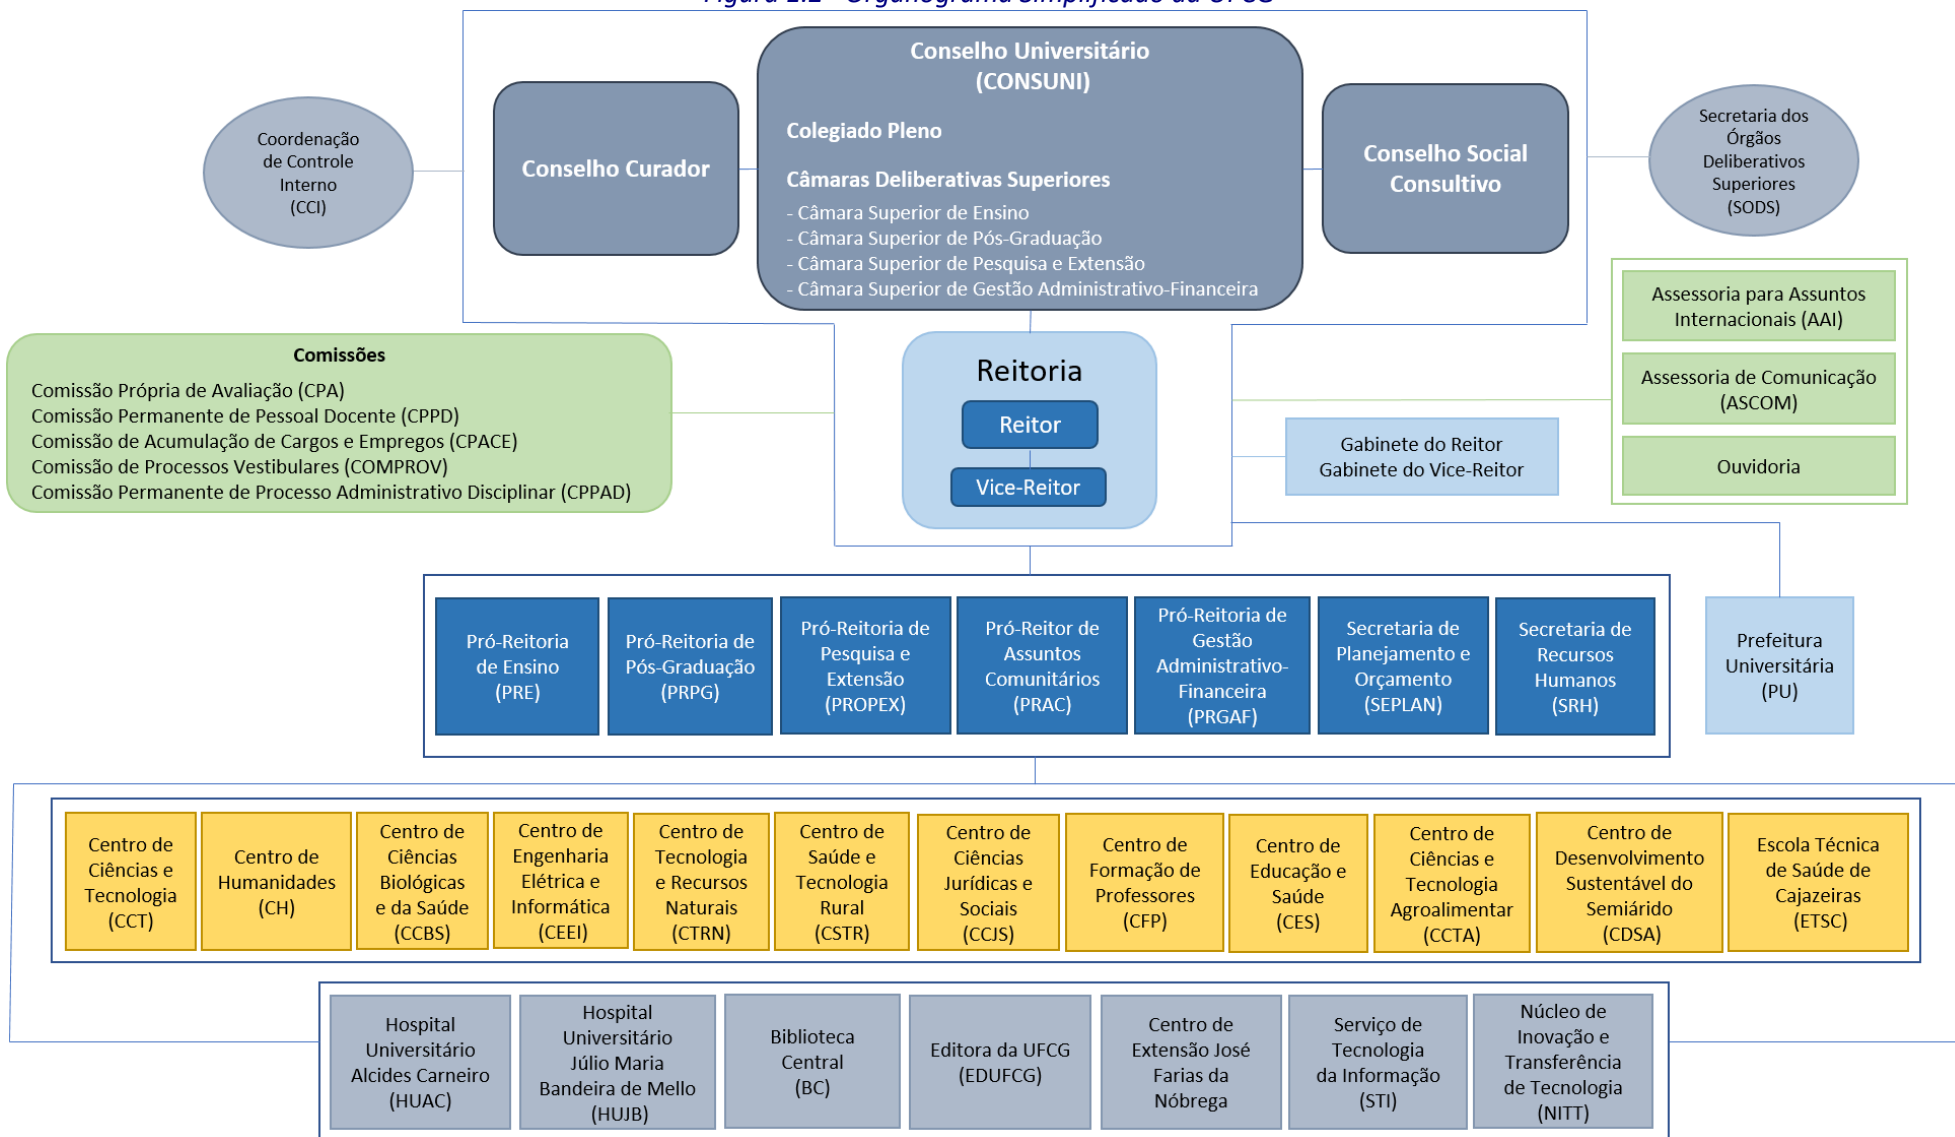 Figura 1.2 - Organograma Simplificado da UFCG
Conselho Universitário
(CONSUNI)
Colegiado Pleno
Câmaras Deliberativas Superiores
- Câmara Superior de Ensino
- Câmara Superior de Pós-Graduação
- Câmara Superior de Pesquisa e Extensão
- Câmara Superior de Gestão Administrativo-Financeira
Conselho Curador
Conselho Social
Consultivo
Coordenação
de Controle
Interno
(CCI)
Secretaria dos
Órgãos
Deliberativos
Superiores
(SODS)
Comissões
Comissão Própria de Avaliação (CPA)
Comissão Permanente de Pessoal Docente (CPPD)
Comissão de Acumulação de Cargos e Empregos (CPACE)
Comissão de Processos Vestibulares (COMPROV)
Comissão Permanente de Processo Administrativo Disciplinar (CPPAD)
Reitoria
Reitor
Vice-Reitor
Gabinete do Reitor
Gabinete do Vice-Reitor
Assessoria para Assuntos
Internacionais (AAI)
Assessoria de Comunicação
(ASCOM)
Ouvidoria
Pró-Reitoria
de Ensino
(PRE)
Pró-Reitoria de
Pós-Graduação
(PRPG)
Pró-Reitoria de
Pesquisa e
Extensão
(PROPEX)
Pró-Reitor de
Assuntos
Comunitários
(PRAC)
Pró-Reitoria de
Gestão
Administrativo-
Financeira
(PRGAF)
Secretaria de
Planejamento e
Orçamento
(SEPLAN)
Secretaria de
Recursos
Humanos
(SRH)
Prefeitura
Universitária
(PU)
Centro de
Ciências e
Tecnologia
(CCT)
Centro de
Humanidades
(CH)
Centro de
Ciências
Biológicas
e da Saúde
(CCBS)
Centro de
Engenharia
Elétrica e
Informática
(CEEI)
Centro de
Tecnologia
e Recursos
Naturais
(CTRN)
Centro de
Saúde e
Tecnologia
Rural
(CSTR)
Centro de
Ciências
Jurídicas e
Sociais
(CCJS)
Centro de
Formação de
Professores
(CFP)
Centro de
Educação e
Saúde
(CES)
Centro de
Ciências e
Tecnologia
Agroalimentar
(CCTA)
Centro de
Desenvolvimento
Sustentável do
Semiárido
(CDSA)
Escola Técnica
de Saúde de
Cajazeiras
(ETSC)
Hospital
Universitário
Alcides Carneiro
(HUAC)
Hospital
Universitário
Júlio Maria
Bandeira de Mello
(HUJB)
Biblioteca
Central
(BC)
Editora da UFCG
(EDUFCG)
Centro de
Extensão José
Farias da
Nóbrega
Serviço de
Tecnologia
da Informação
(STI)
Núcleo de
Inovação e
Transferência
de Tecnologia
(NITT)